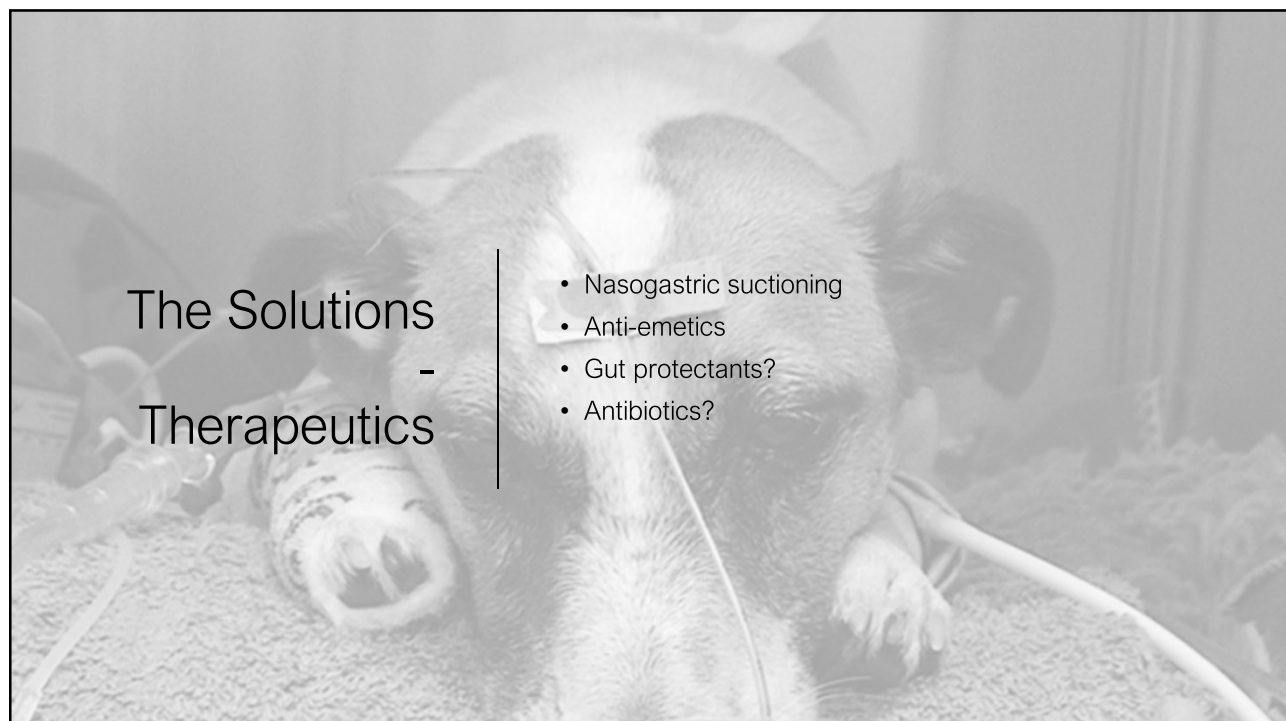 The Solutions
-
Therapeutics
• Nasogastric suctioning
• Anti-emetics
• Gut protectants?
• Antibiotics?